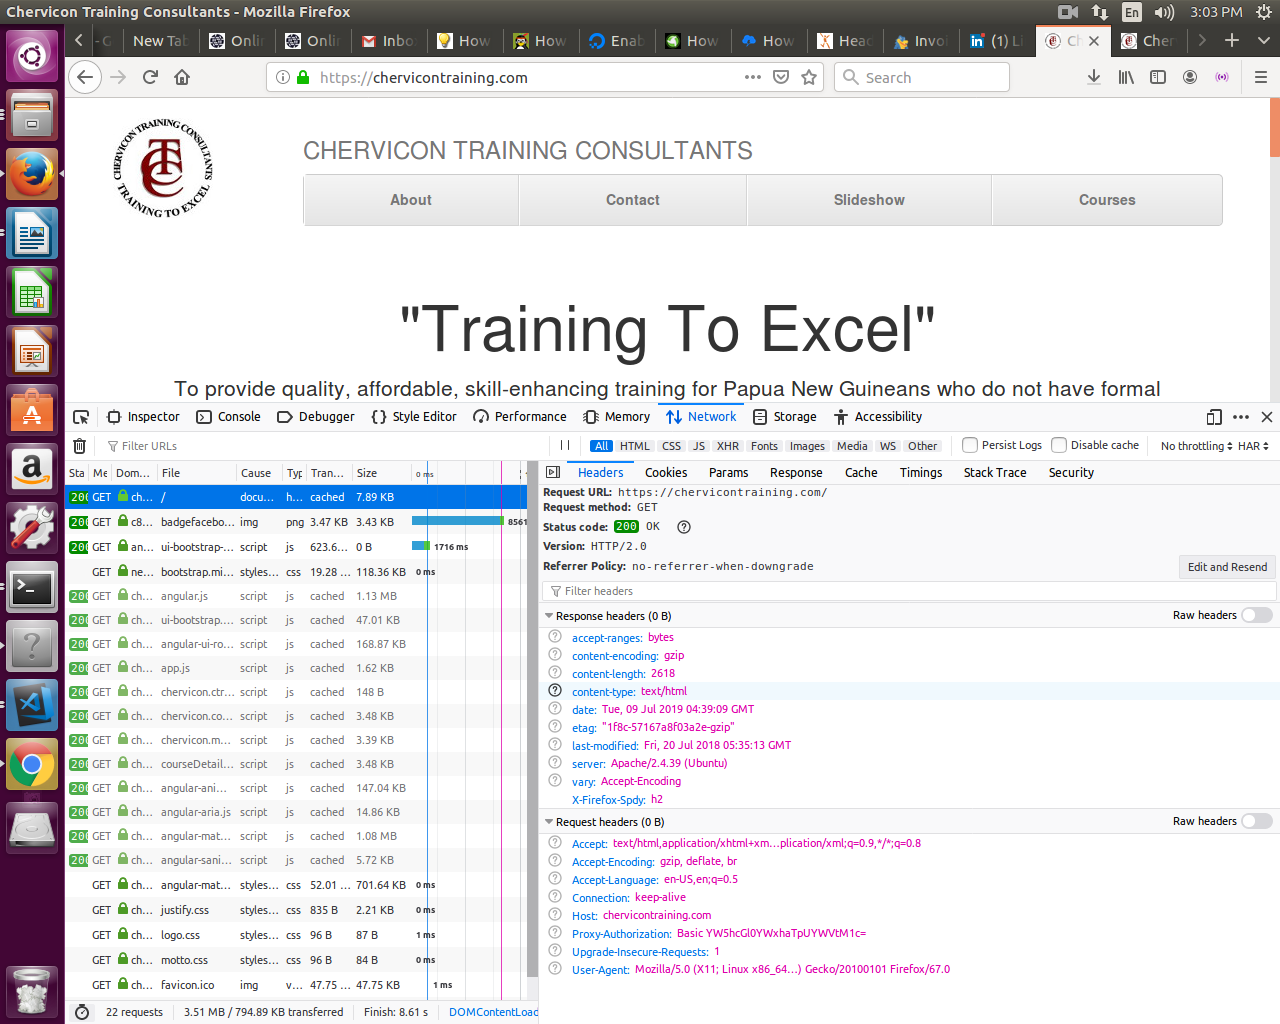 Chervicon Training Consultants - Mozilla Firefox
En
3:03 PM
- C
New Tab
Onlin
Onlin
Inbo
How
How
Enab
How
How
Head
Invoi
(1) Li
Ch
Cher
https://chervicontraining.com
Search
CHERVICON TRAINING CONSULTANTS
TRAINING TO EXCEL
CHERVICON TRAINING CONSULTANTS
About
Contact
Slideshow
Courses
"Training To Excel"
To provide quality, affordable, skill-enhancing training for Papua New Guineans who do not have formal
Inspector
Console
Debugger
Style Editor
Performance
Memory
Network
Storage
Accessibility
Filter URLs
All HTML CSS JS XHR Fonts Images Media WS Other
Persist Logs
Disable cache
No throttling
HAR
Sta Me Dom... File Cause Typ Tran... Size 0 ms
200 GET ch... / docu... h... cached 7.89 KB
200 GET c8... badgefacebo... img png 3.47 KB 3.43 KB 8561
200 GET an... ui-bootstrap-... script js 623.6... 0 B 1716 ms
GET ne... bootstrap.mi... styles... css 19.28 ... 118.36 KB 0 ms
200 GET ch... angular.js script js cached 1.13 MB
200 GET ch... ui-bootstrap.... script js cached 47.01 KB
200 GET ch... angular-ui-ro... script js cached 168.87 KB
200 GET ch... app.js script js cached 1.62 KB
200 GET ch... chervicon.ctr... script js cached 148 B
200 GET ch... chervicon.co... script js cached 3.48 KB
200 GET ch... chervicon.m... script js cached 3.39 KB
200 GET ch... courseDetail... script js cached 3.48 KB
200 GET ch... angular-ani... script js cached 147.04 KB
200 GET ch... angular-aria.js script js cached 14.86 KB
200 GET ch... angular-mat... script js cached 1.08 MB
200 GET ch... angular-sani... script js cached 5.72 KB
GET ch... angular-mat... styles... css 52.01 ... 701.64 KB 0 ms
GET ch... justify.css styles... css 835 B 2.21 KB 0 ms
GET ch... logo.css styles... css 96 B 87 B 1 ms
GET ch... motto.css styles... css 96 B 84 B 0 ms
GET ch... favicon.ico img v... 47.75 ... 47.75 KB 1 ms
22 requests
3.51 MB / 794.89 KB transferred
Finish: 8.61 s
DOMContentLoad
Headers
Cookies
Params
Response
Cache
Timings
Stack Trace
Security
Request URL: https://chervicontraining.com/
Request method: GET
Status code: 200 OK
Version: HTTP/2.0
Referrer Policy: no-referrer-when-downgrade
Edit and Resend
Filter headers
Response headers (0 B)
Raw headers
accept-ranges: bytes
content-encoding: gzip
content-length: 2618
content-type: text/html
date: Tue, 09 Jul 2019 04:39:09 GMT
etag: "1f8c-57167a8f03a2e-gzip"
last-modified: Fri, 20 Jul 2018 05:35:13 GMT
server: Apache/2.4.39 (Ubuntu)
vary: Accept-Encoding
X-Firefox-Spdy: h2
Request headers (0 B)
Raw headers
Accept: text/html,application/xhtml+xm...plication/xml;q=0.9,*/*;q=0.8
Accept-Encoding: gzip, deflate, br
Accept-Language: en-US,en;q=0.5
Connection: keep-alive
Host: chervicontraining.com
Proxy-Authorization: Basic YW5hcGl0YWxhaTpUYWVtM1c=
Upgrade-Insecure-Requests: 1
User-Agent: Mozilla/5.0 (X11; Linux x86_64...) Gecko/20100101 Firefox/67.0